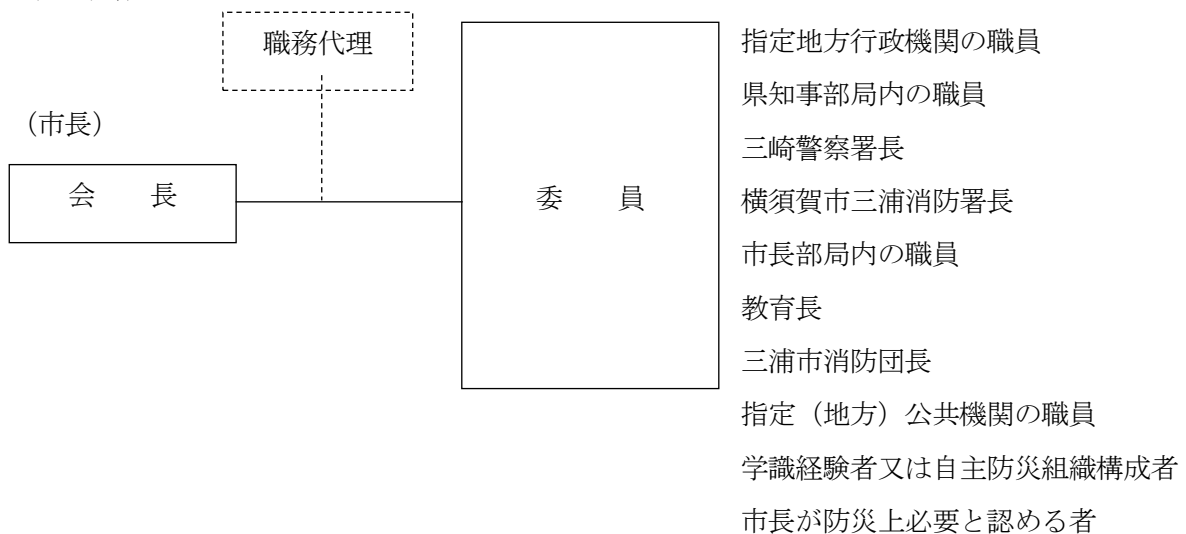 職務代理
(市長)
会　長
委　員
指定地方行政機関の職員
県知事部局内の職員
三崎警察署長
横須賀市三浦消防署長
市長部局内の職員
教育長
三浦市消防団長
指定（地方）公共機関の職員
学識経験者又は自主防災組織構成者
市長が防災上必要と認める者